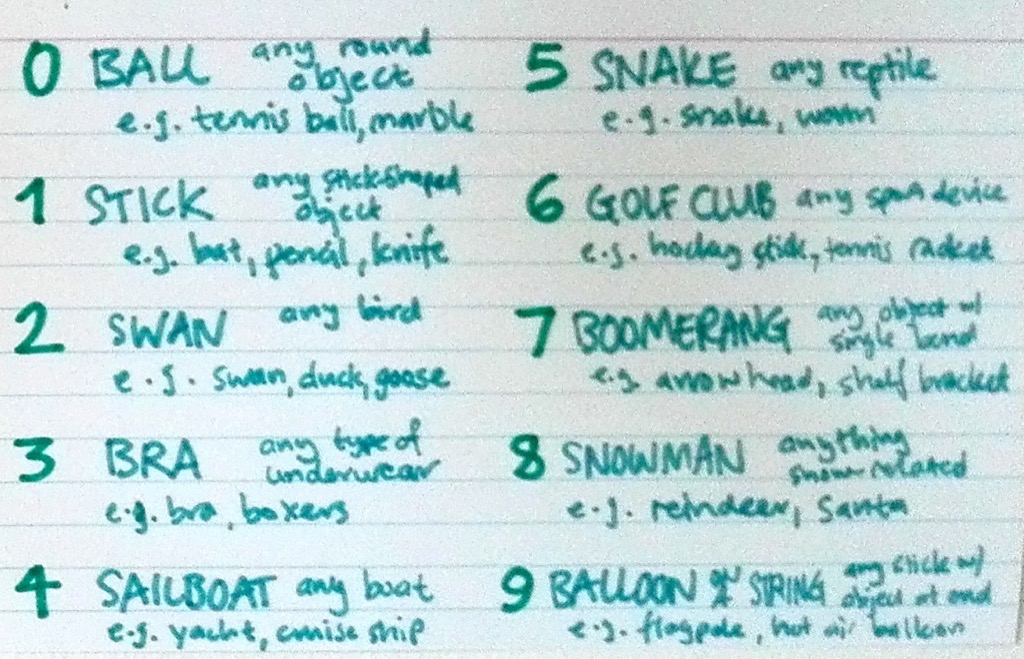 0 BALL any round
object
e.g. tennis ball, marble
1 STICK any stick-shaped
object
e.g. bat, pencil, knife
2 SWAN any bird
e.g. swan, duck, goose
3 BRA any type of
underwear
e.g. bra, boxers
4 SAILBOAT any boat
e.g. yacht, cruise ship
5 SNAKE any reptile
e.g. snake, worm
6 GOLF CLUB any sport device
e.g. hockey stick, tennis racket
7 BOOMERANG any object w/
single bend
e.g. arrowhead, shelf bracket
8 SNOWMAN anything
snow-related
e.g. reindeer, Santa
9 BALLOON STRING any stick w/
object at end
e.g. flagpole, hot air balloon